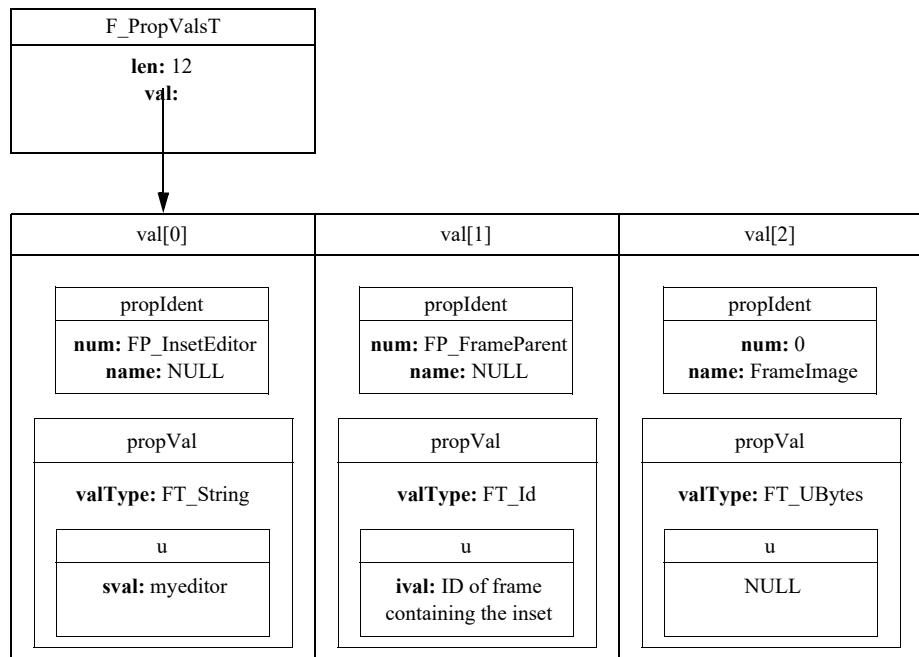 F_PropValsT
len: 12
val:
val[0]
val[1]
val[2]
propIdent
num: FP_InsetEditor
name: NULL
propIdent
num: FP_FrameParent
name: NULL
propIdent
num: 0
name: FrameImage
propVal
valType: FT_String
u
sval: myeditor
propVal
valType: FT_Id
u
ival: ID of frame
containing the inset
propVal
valType: FT_UBytes
u
NULL